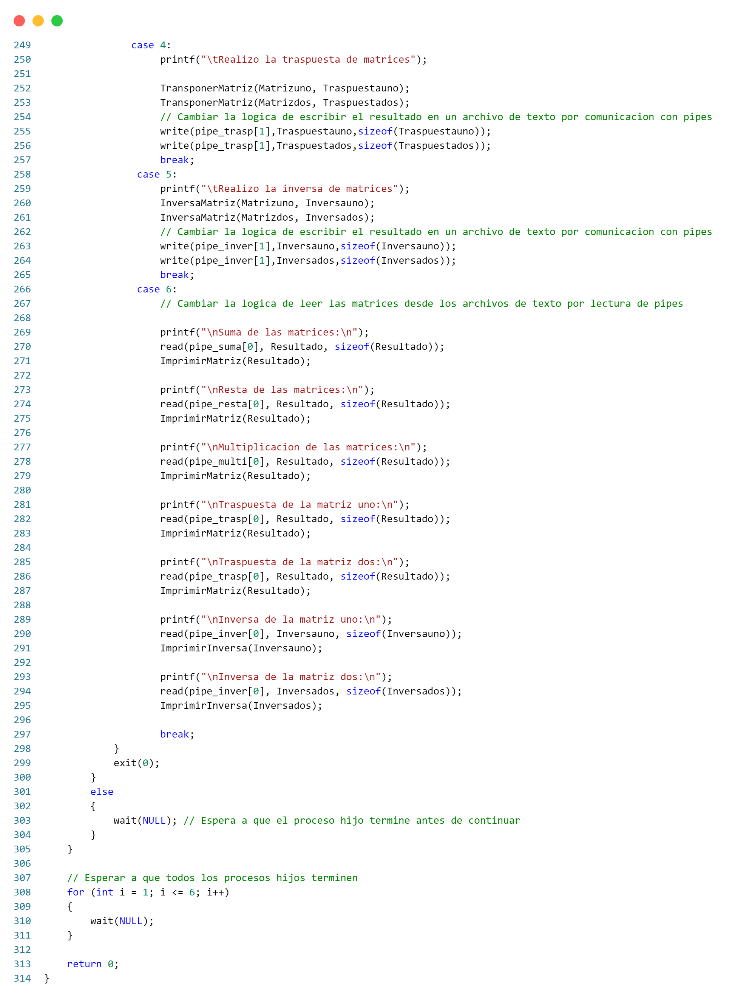 249                 case 4:
250                      printf("\tRealizo la traspuesta de matrices");
251
252                      TransponerMatriz(Matrizuno, Traspuestauno);
253                      TransponerMatriz(Matrizdos, Traspuestados);
254                      // Cambiar la logica de escribir el resultado en un archivo de texto por comunicacion con pipes
255                      write(pipe_trasp[1],Traspuestauno,sizeof(Traspuestauno));
256                      write(pipe_trasp[1],Traspuestados,sizeof(Traspuestados));
257                      break;
258                  case 5:
259                      printf("\tRealizo la inversa de matrices");
260                      InversaMatriz(Matrizuno, Inversauno);
261                      InversaMatriz(Matrizdos, Inversados);
262                      // Cambiar la logica de escribir el resultado en un archivo de texto por comunicacion con pipes
263                      write(pipe_inver[1],Inversauno,sizeof(Inversauno));
264                      write(pipe_inver[1],Inversados,sizeof(Inversados));
265                      break;
266                  case 6:
267                      // Cambiar la logica de leer las matrices desde los archivos de texto por lectura de pipes
268
269                      printf("\nSuma de las matrices:\n");
270                      read(pipe_suma[0], Resultado, sizeof(Resultado));
271                      ImprimirMatriz(Resultado);
272
273                      printf("\nResta de las matrices:\n");
274                      read(pipe_resta[0], Resultado, sizeof(Resultado));
275                      ImprimirMatriz(Resultado);
276
277                      printf("\nMultiplicacion de las matrices:\n");
278                      read(pipe_multi[0], Resultado, sizeof(Resultado));
279                      ImprimirMatriz(Resultado);
280
281                      printf("\nTraspuesta de la matriz uno:\n");
282                      read(pipe_trasp[0], Resultado, sizeof(Resultado));
283                      ImprimirMatriz(Resultado);
284
285                      printf("\nTraspuesta de la matriz dos:\n");
286                      read(pipe_trasp[0], Resultado, sizeof(Resultado));
287                      ImprimirMatriz(Resultado);
288
289                      printf("\nInversa de la matriz uno:\n");
290                      read(pipe_inver[0], Inversauno, sizeof(Inversauno));
291                      ImprimirInversa(Inversauno);
292
293                      printf("\nInversa de la matriz dos:\n");
294                      read(pipe_inver[0], Inversados, sizeof(Inversados));
295                      ImprimirInversa(Inversados);
296
297                      break;
298              }
299              exit(0);
300          }
301          else
302          {
303              wait(NULL); // Espera a que el proceso hijo termine antes de continuar
304          }
305      }
306
307      // Esperar a que todos los procesos hijos terminen
308      for (int i = 1; i <= 6; i++)
309      {
310          wait(NULL);
311      }
312
313      return 0;
314  }